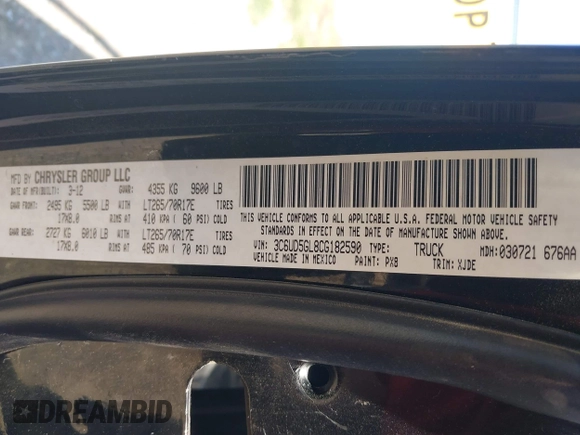 MFD BY CHRYSLER GROUP LLC
DATE OF MFR(BUILT): 3-12 GVWR: 4355 KG 9600 LB
GAWR FRONT: 2495 KG 5500 LB WITH LT265/70R17E TIRES
17X8.0 RIMS AT 410 KPA ( 60 PSI) COLD
GAWR REAR: 2727 KG 6010 LB WITH LT265/70R17E TIRES
17X8.0 RIMS AT 485 KPA ( 70 PSI) COLD
THIS VEHICLE CONFORMS TO ALL APPLICABLE U.S.A. FEDERAL MOTOR VEHICLE SAFETY
STANDARDS IN EFFECT ON THE DATE OF MANUFACTURE SHOWN ABOVE.
VIN: 3C6UD5GL8CG182590 TYPE: TRUCK MDH:030721 676AA
VEHICLE MADE IN MEXICO PAINT: PXB TRIM: XJDE
DREAMBID